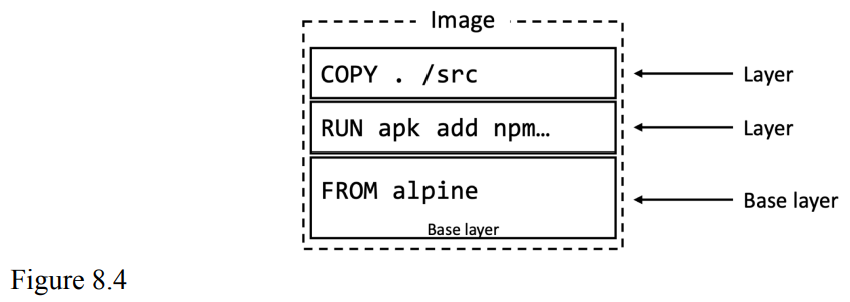 Image
COPY . /src
Layer
RUN apk add npm…
Layer
FROM alpine
Base layer
Base layer
Figure 8.4